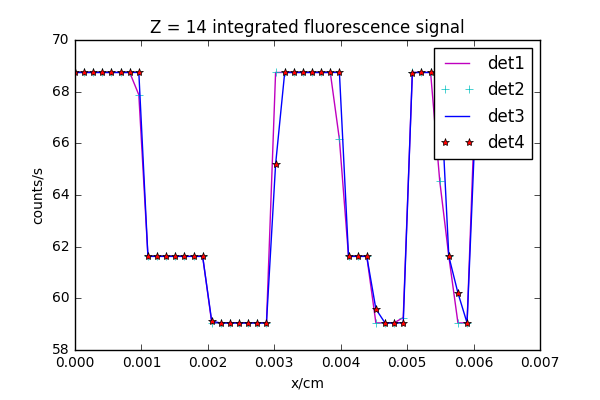 Z = 14 integrated fluorescence signal
70
68
66
64
62
60
58
counts/s
det1
det2
det3
det4
0.000 0.001 0.002 0.003 0.004 0.005 0.006 0.007
x/cm